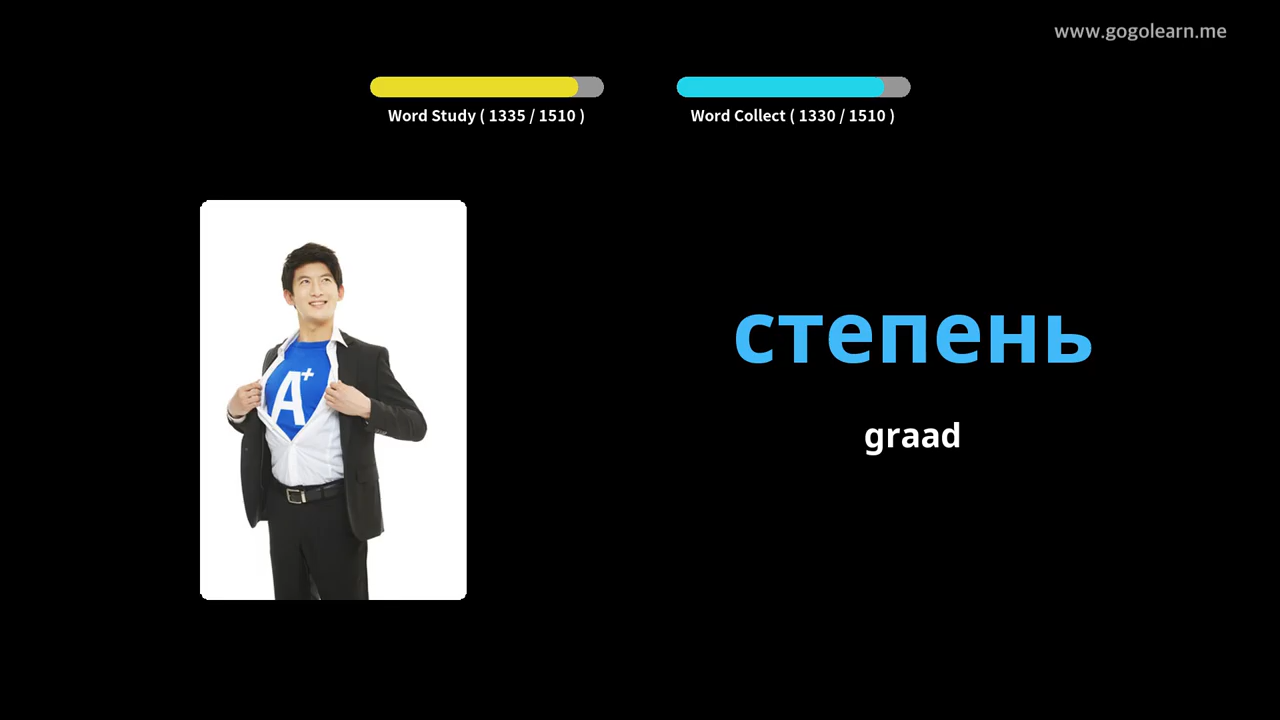 www.gogolearn.me
Word Study ( 1335 / 1510 )
Word Collect ( 1330 / 1510 )
A+
степень
graad